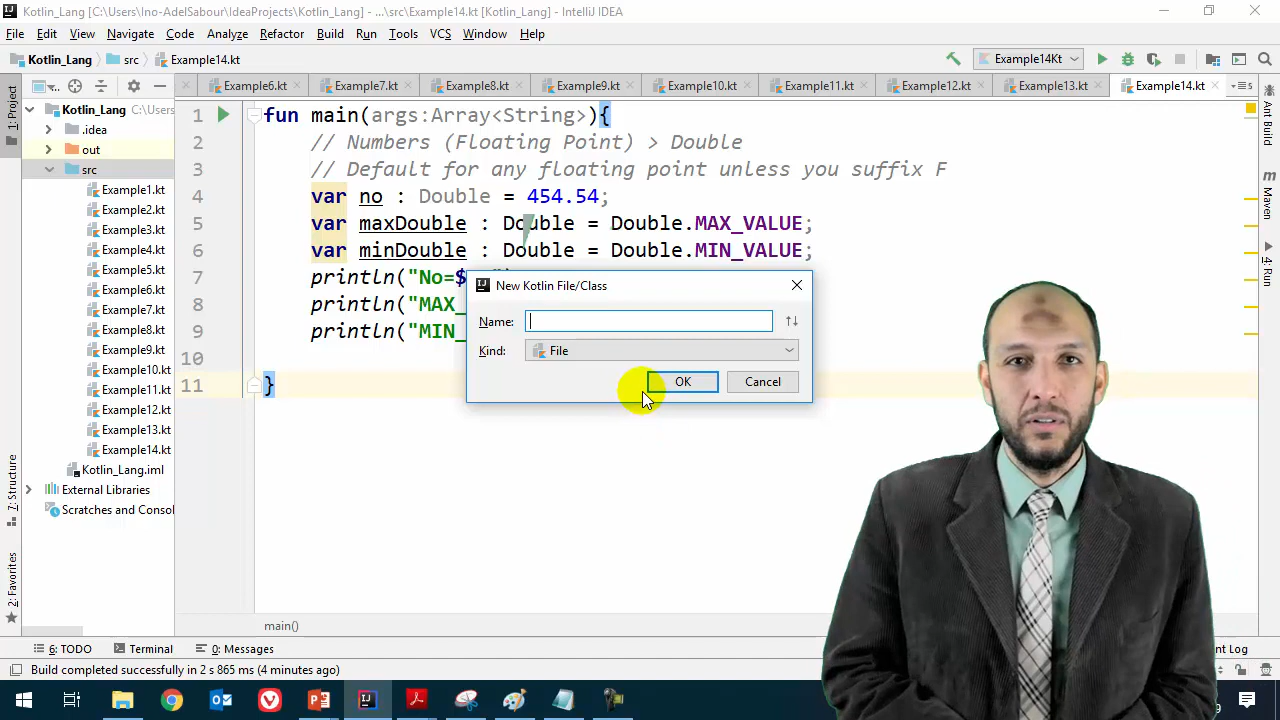 Kotlin_Lang [C:\Users\Ino-AdelSabour\IdeaProjects\Kotlin_Lang] - ...\src\Example14.kt [Kotlin_Lang] - IntelliJ IDEA
File Edit View Navigate Code Analyze Refactor Build Run Tools VCS Window Help
Kotlin_Lang src Example14.kt Example14Kt
Example6.kt Example7.kt Example8.kt Example9.kt Example10.kt Example11.kt Example12.kt Example13.kt Example14.kt
1: Project
Kotlin_Lang C:\Users
.idea
out
src
Example1.kt
Example2.kt
Example3.kt
Example4.kt
Example5.kt
Example6.kt
Example7.kt
Example8.kt
Example9.kt
Example10.kt
Example11.kt
Example12.kt
Example13.kt
Example14.kt
Kotlin_Lang.iml
External Libraries
Scratches and Consol
7: Structure
2: Favorites
1 fun main(args:Array<String>){
2 // Numbers (Floating Point) > Double
3 // Default for any floating point unless you suffix F
4 var no : Double = 454.54;
5 var maxDouble : Double = Double.MAX_VALUE;
6 var minDouble : Double = Double.MIN_VALUE;
7 println("No=$
8 println("MAX_
9 println("MIN_
10
11 }
New Kotlin File/Class
Name:
Kind: File
OK Cancel
Ant Build
Maven
4: Run
main()
6: TODO Terminal 0: Messages nt Log
Build completed successfully in 2 s 865 ms (4 minutes ago)